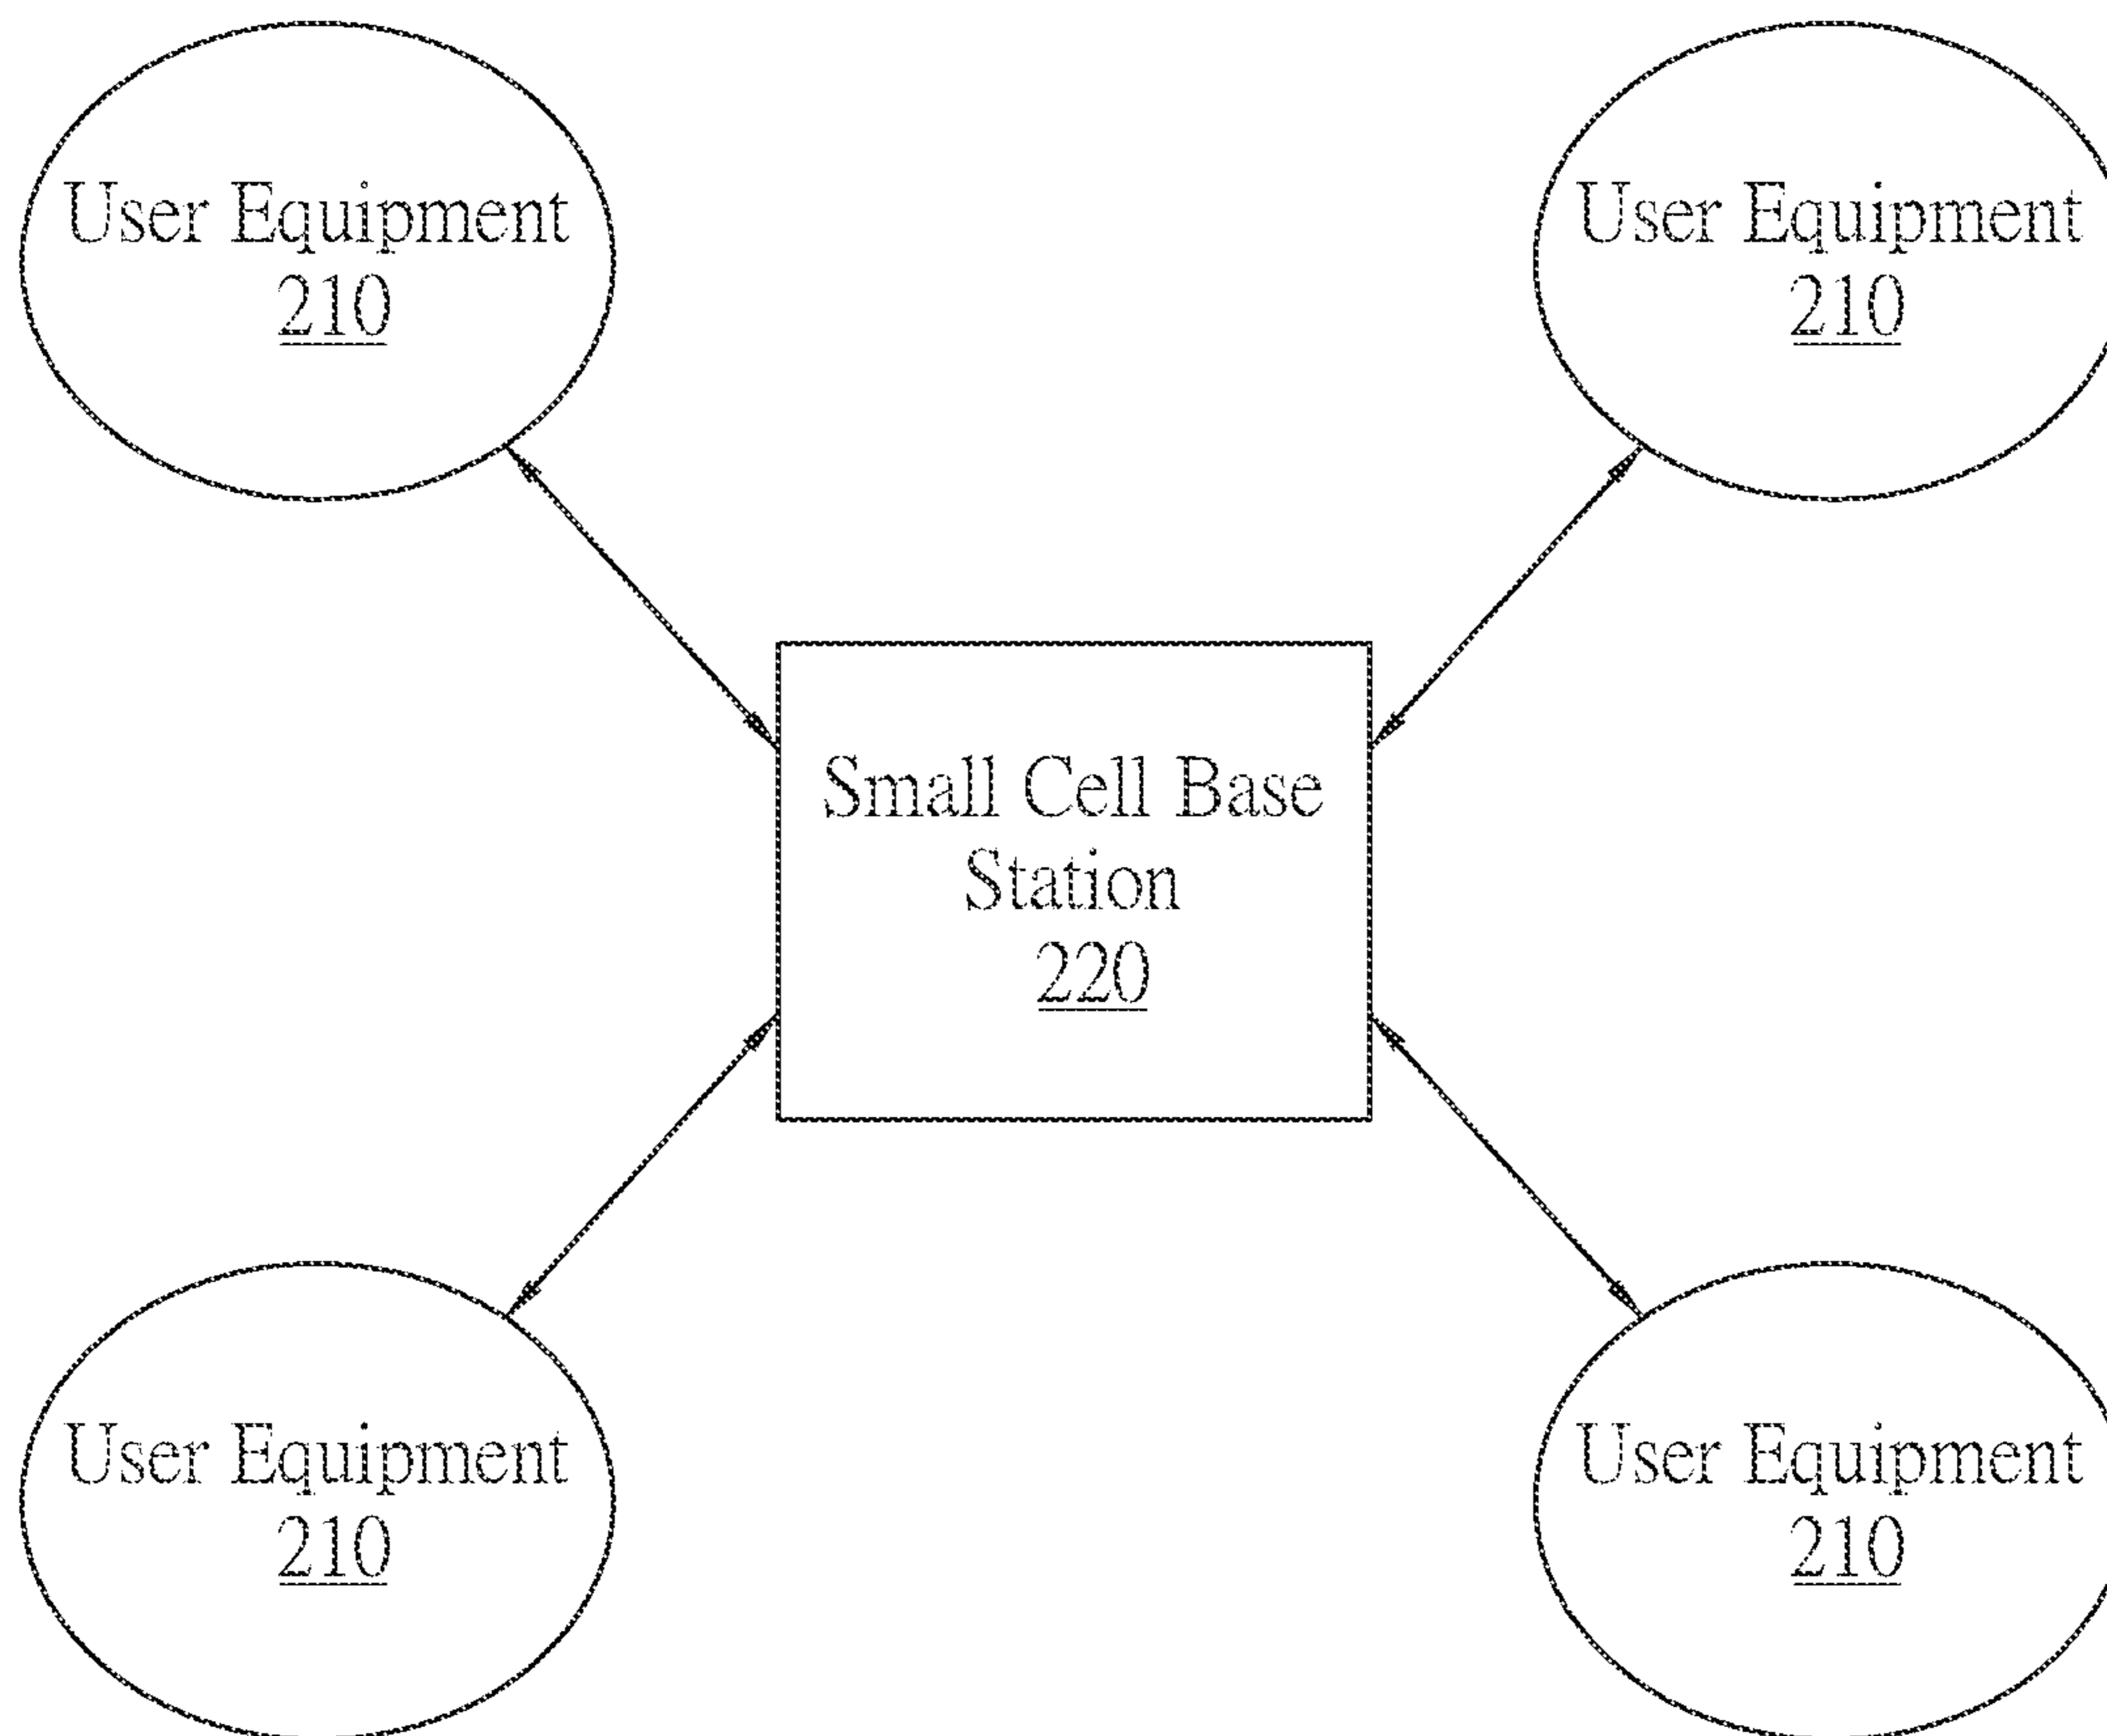 User Equipment
210
User Equipment
210
Small Cell Base
Station
220
User Equipment
210
User Equipment
210